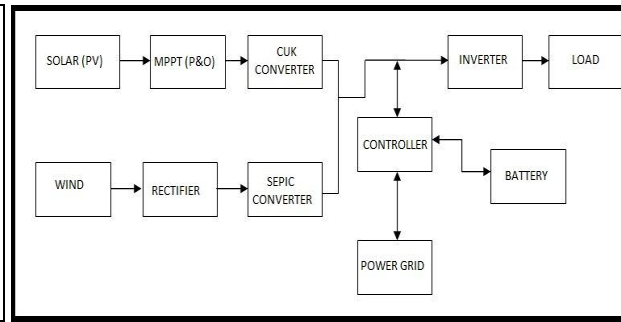 SOLAR (PV)
MPPT (P&O)
CUK
CONVERTER
INVERTER
LOAD
CONTROLLER
BATTERY
WIND
RECTIFIER
SEPIC
CONVERTER
POWER GRID